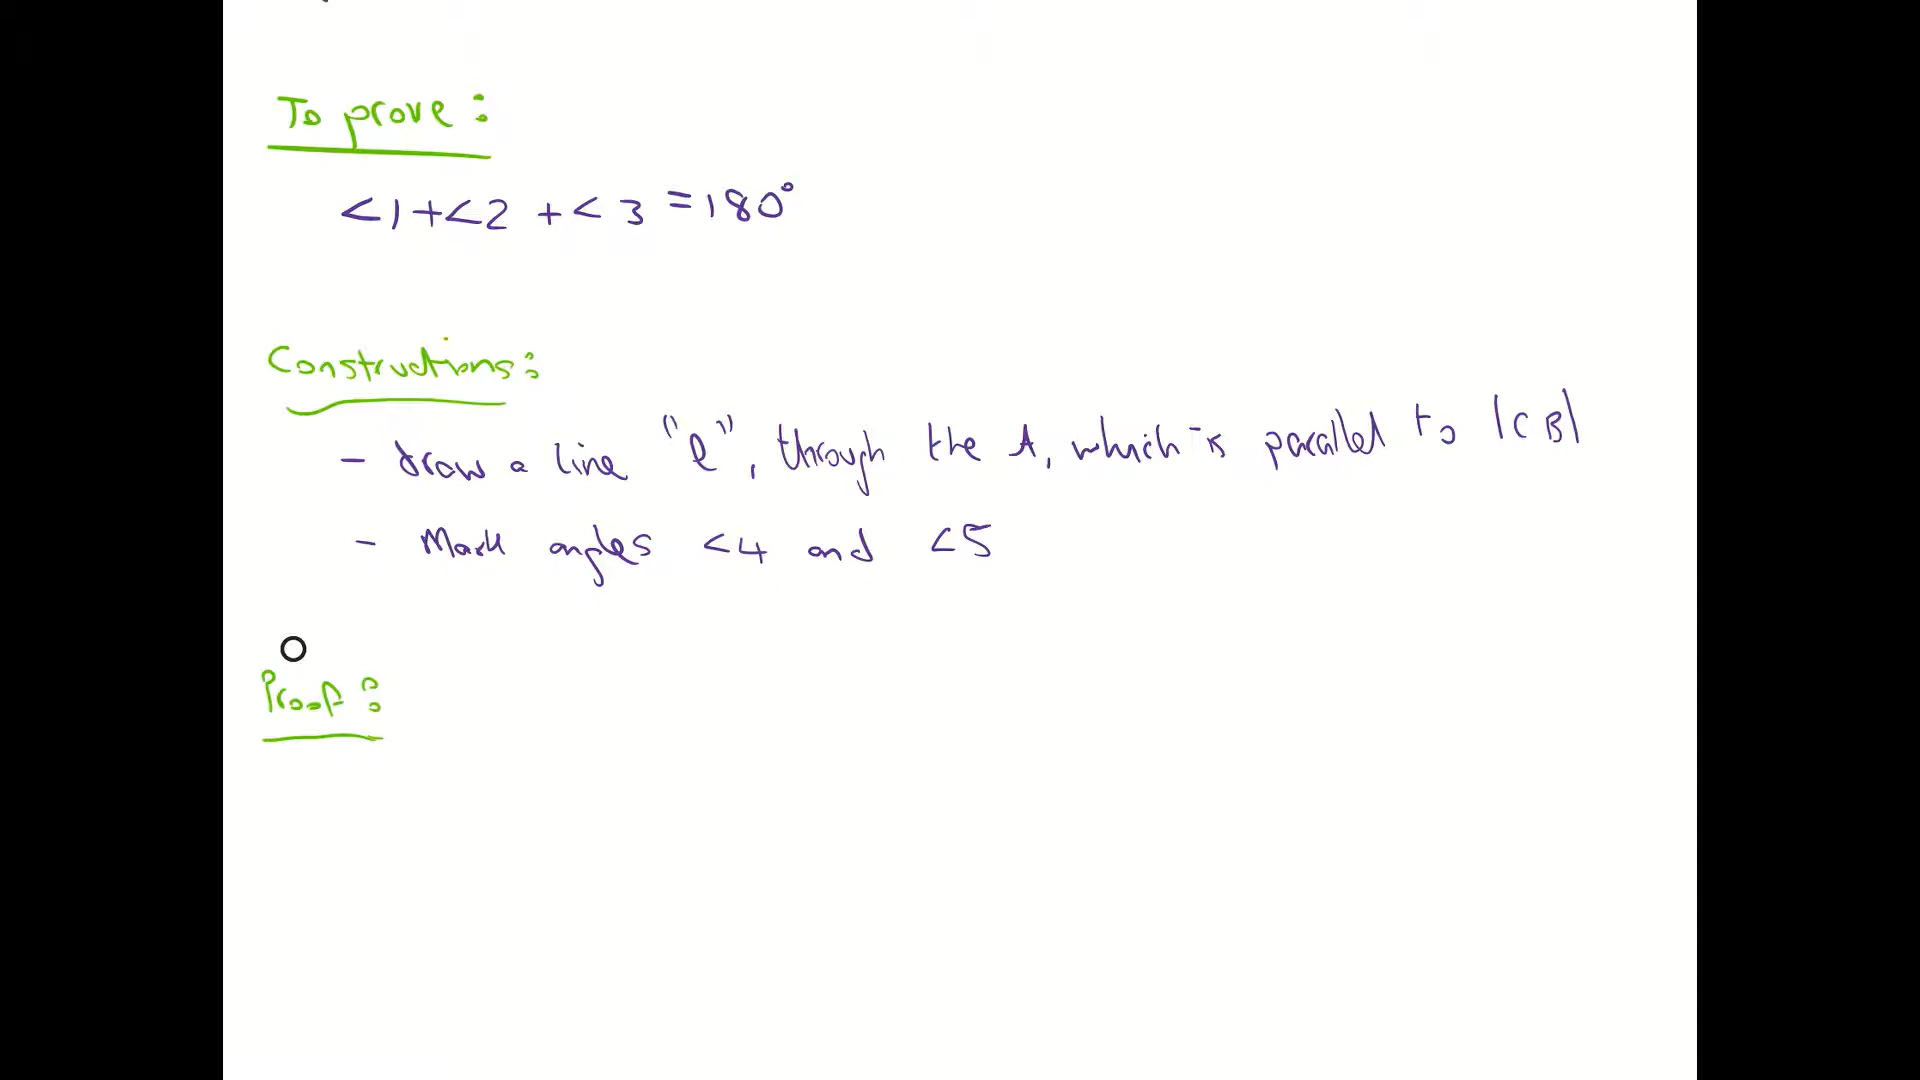 To prove:
<1+<2 +< 3 =180°
Constructions:
- draw a line "l", through the A, which is parallel to |CB|
- Mark angles <4 and <5
Proof: